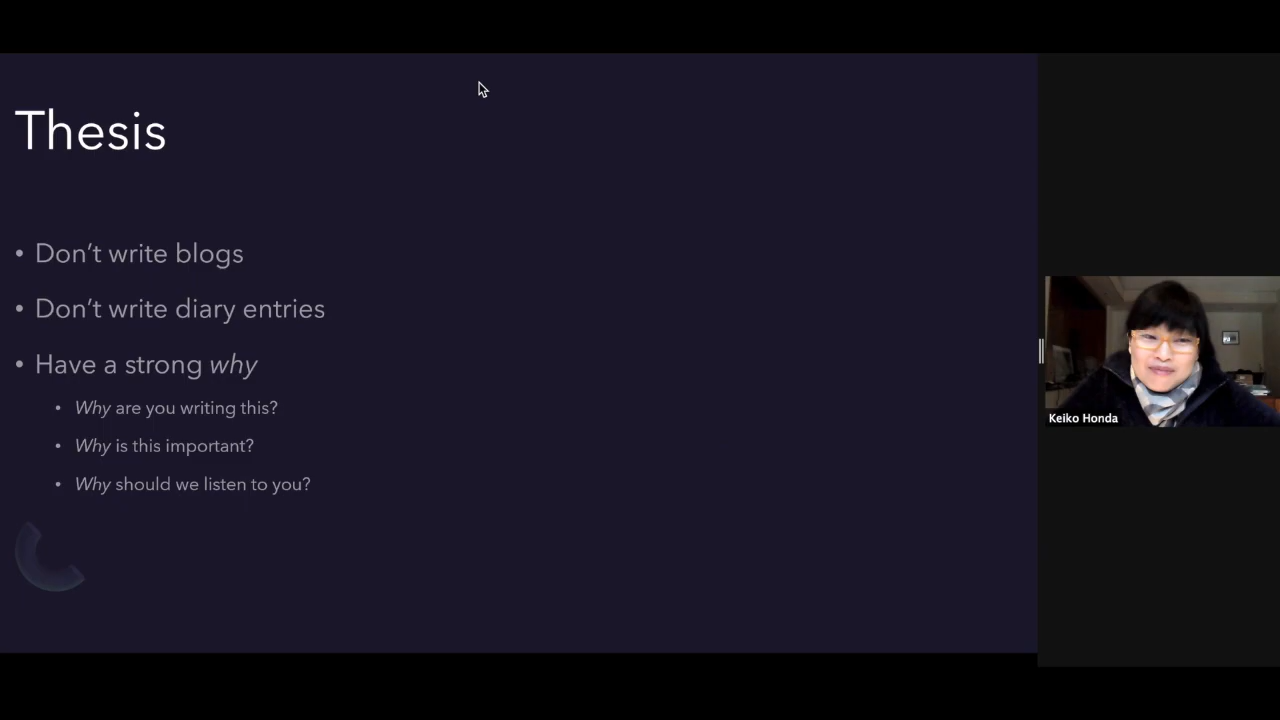 Thesis
• Don’t write blogs
• Don’t write diary entries
• Have a strong why
• Why are you writing this?
• Why is this important?
• Why should we listen to you?
Keiko Honda